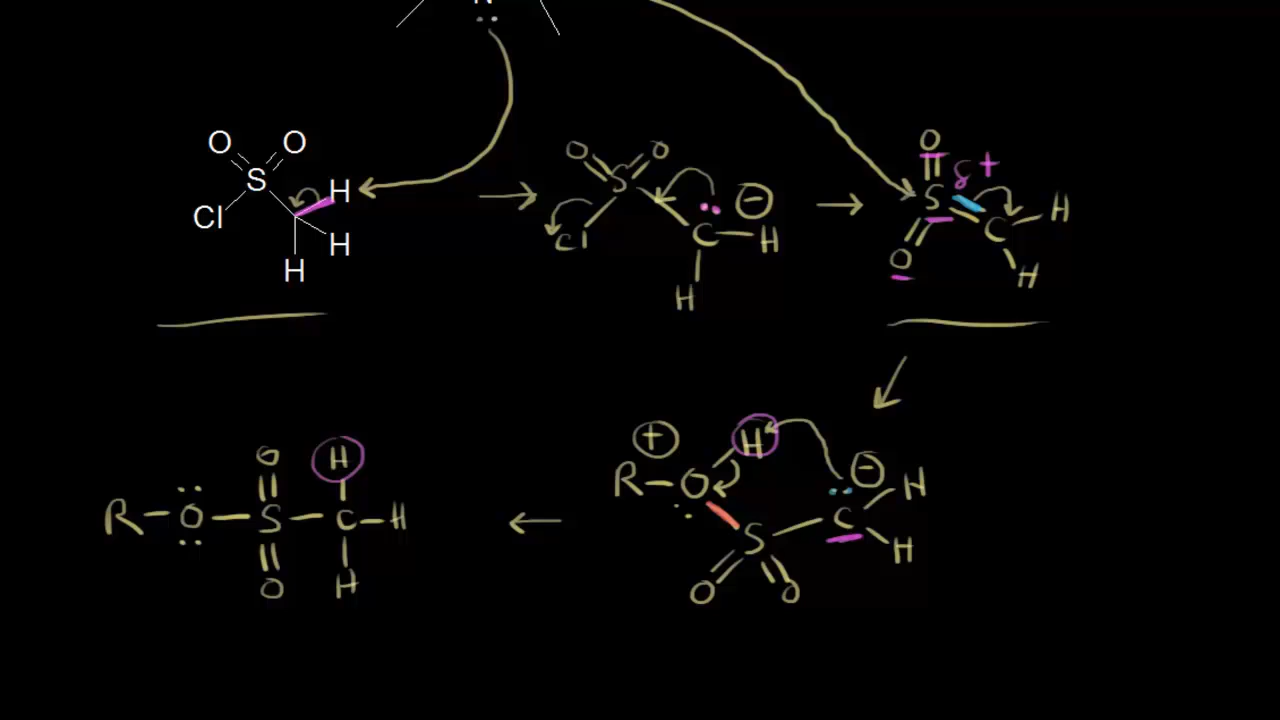 N
O O O O O
S H S ⊖ S δ+
Cl H Cl C H O C H
H H H
O H ⊕ H ⊖
R O S C H R O C H
O H S H
O O